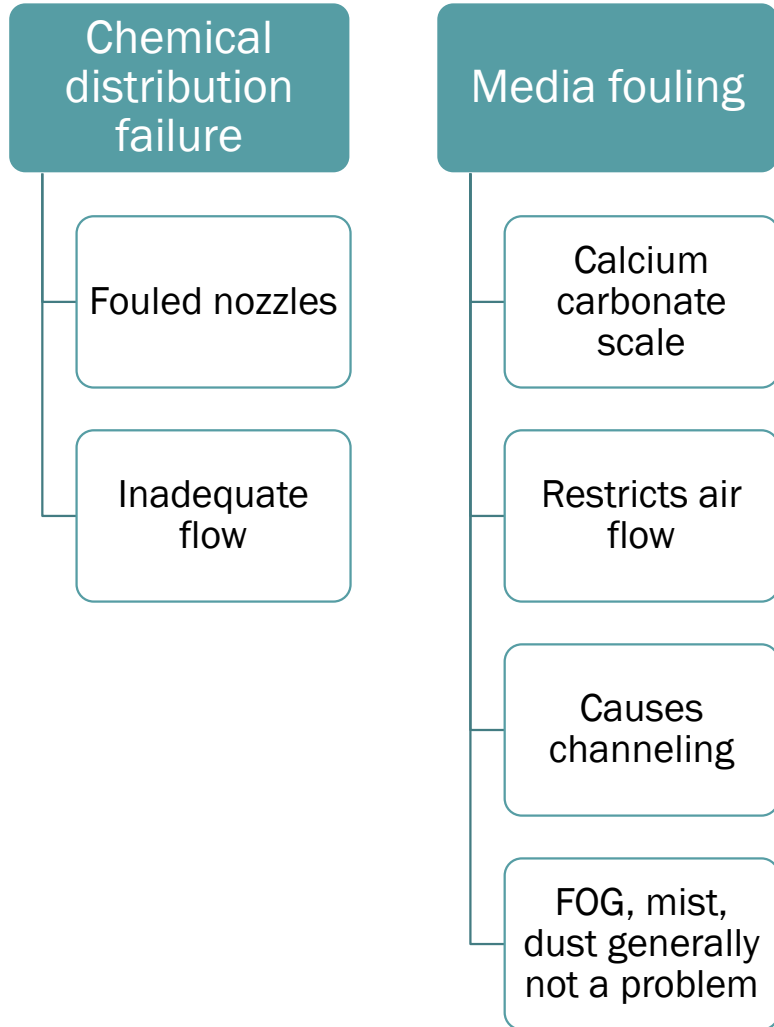 Chemical
distribution
failure
Fouled nozzles
Inadequate
flow
Media fouling
Calcium
carbonate
scale
Restricts air
flow
Causes
channeling
FOG, mist,
dust generally
not a problem